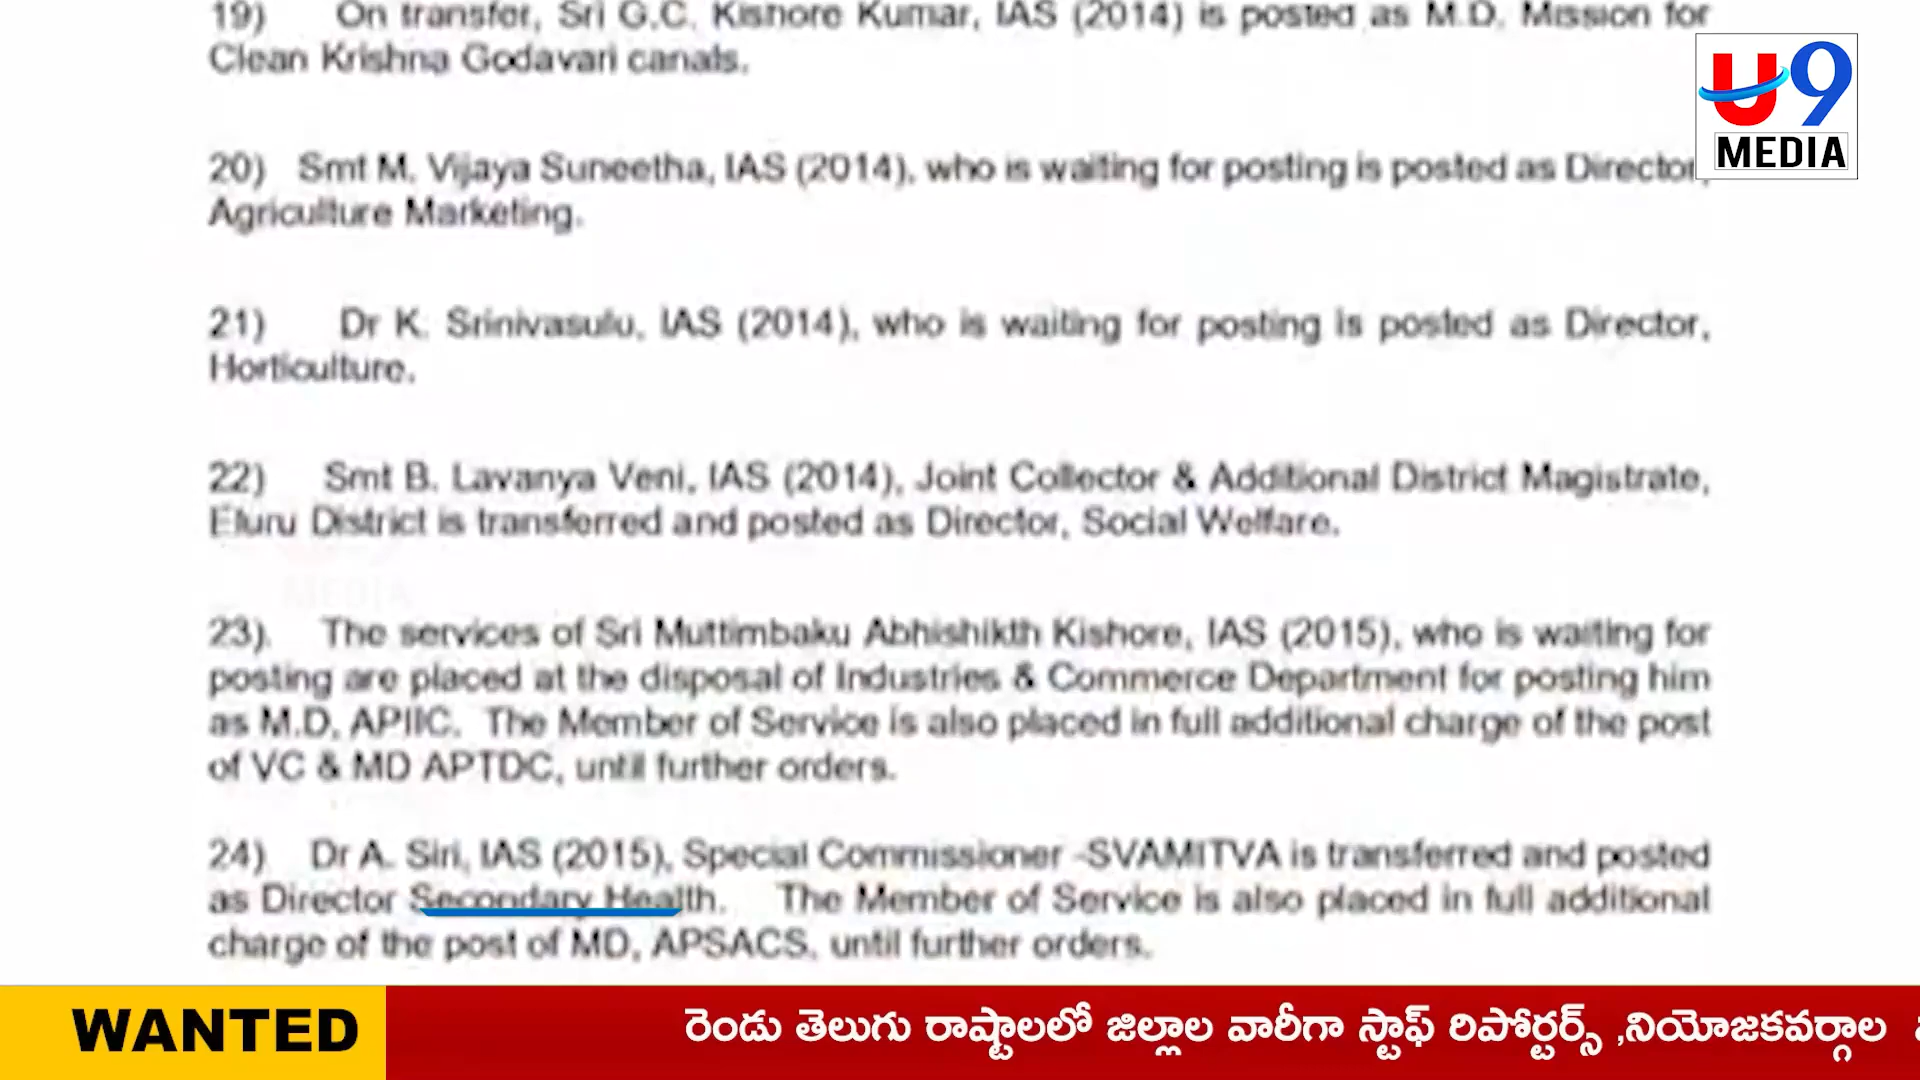 19) On transfer, Sri G.C. Kishore Kumar, IAS (2014) is posted as M.D. Mission for
Clean Krishna Godavari canals.
U9
MEDIA
20) Smt M. Vijaya Suneetha, IAS (2014), who is waiting for posting is posted as Director,
Agriculture Marketing.
21) Dr K. Srinivasulu, IAS (2014), who is waiting for posting is posted as Director,
Horticulture.
22) Smt B. Lavanya Veni, IAS (2014), Joint Collector & Additional District Magistrate,
Eluru District is transferred and posted as Director, Social Welfare.
23). The services of Sri Muttimbaku Abhishikth Kishore, IAS (2015), who is waiting for
posting are placed at the disposal of Industries & Commerce Department for posting him
as M.D, APIIC. The Member of Service is also placed in full additional charge of the post
of VC & MD APTDC, until further orders.
24) Dr A. Siri, IAS (2015), Special Commissioner -SVAMITVA is transferred and posted
as Director Secondary Health. The Member of Service is also placed in full additional
charge of the post of MD, APSACS, until further orders.
WANTED రెండు తెలుగు రాష్ట్రాలలో జిల్లాల వారీగా స్టాఫ్ రిపోర్టర్స్ ,నియోజకవర్గాల